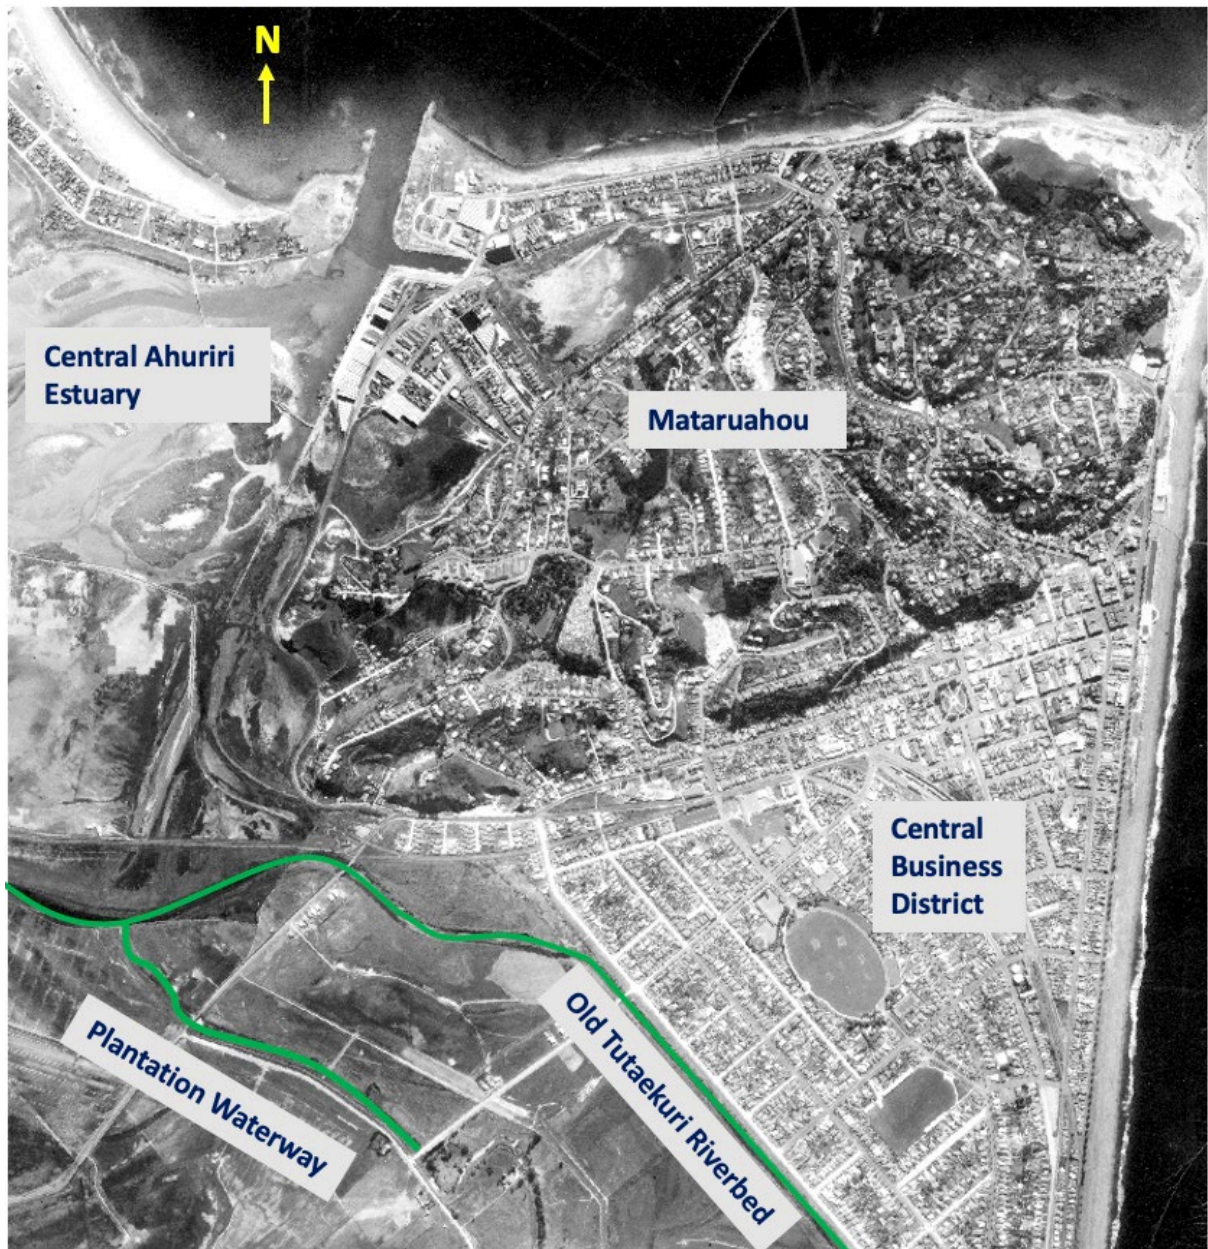 N
Central Ahuriri
Estuary
Mataruahou
Central
Business
District
Plantation Waterway
Old Tutaekuri Riverbed